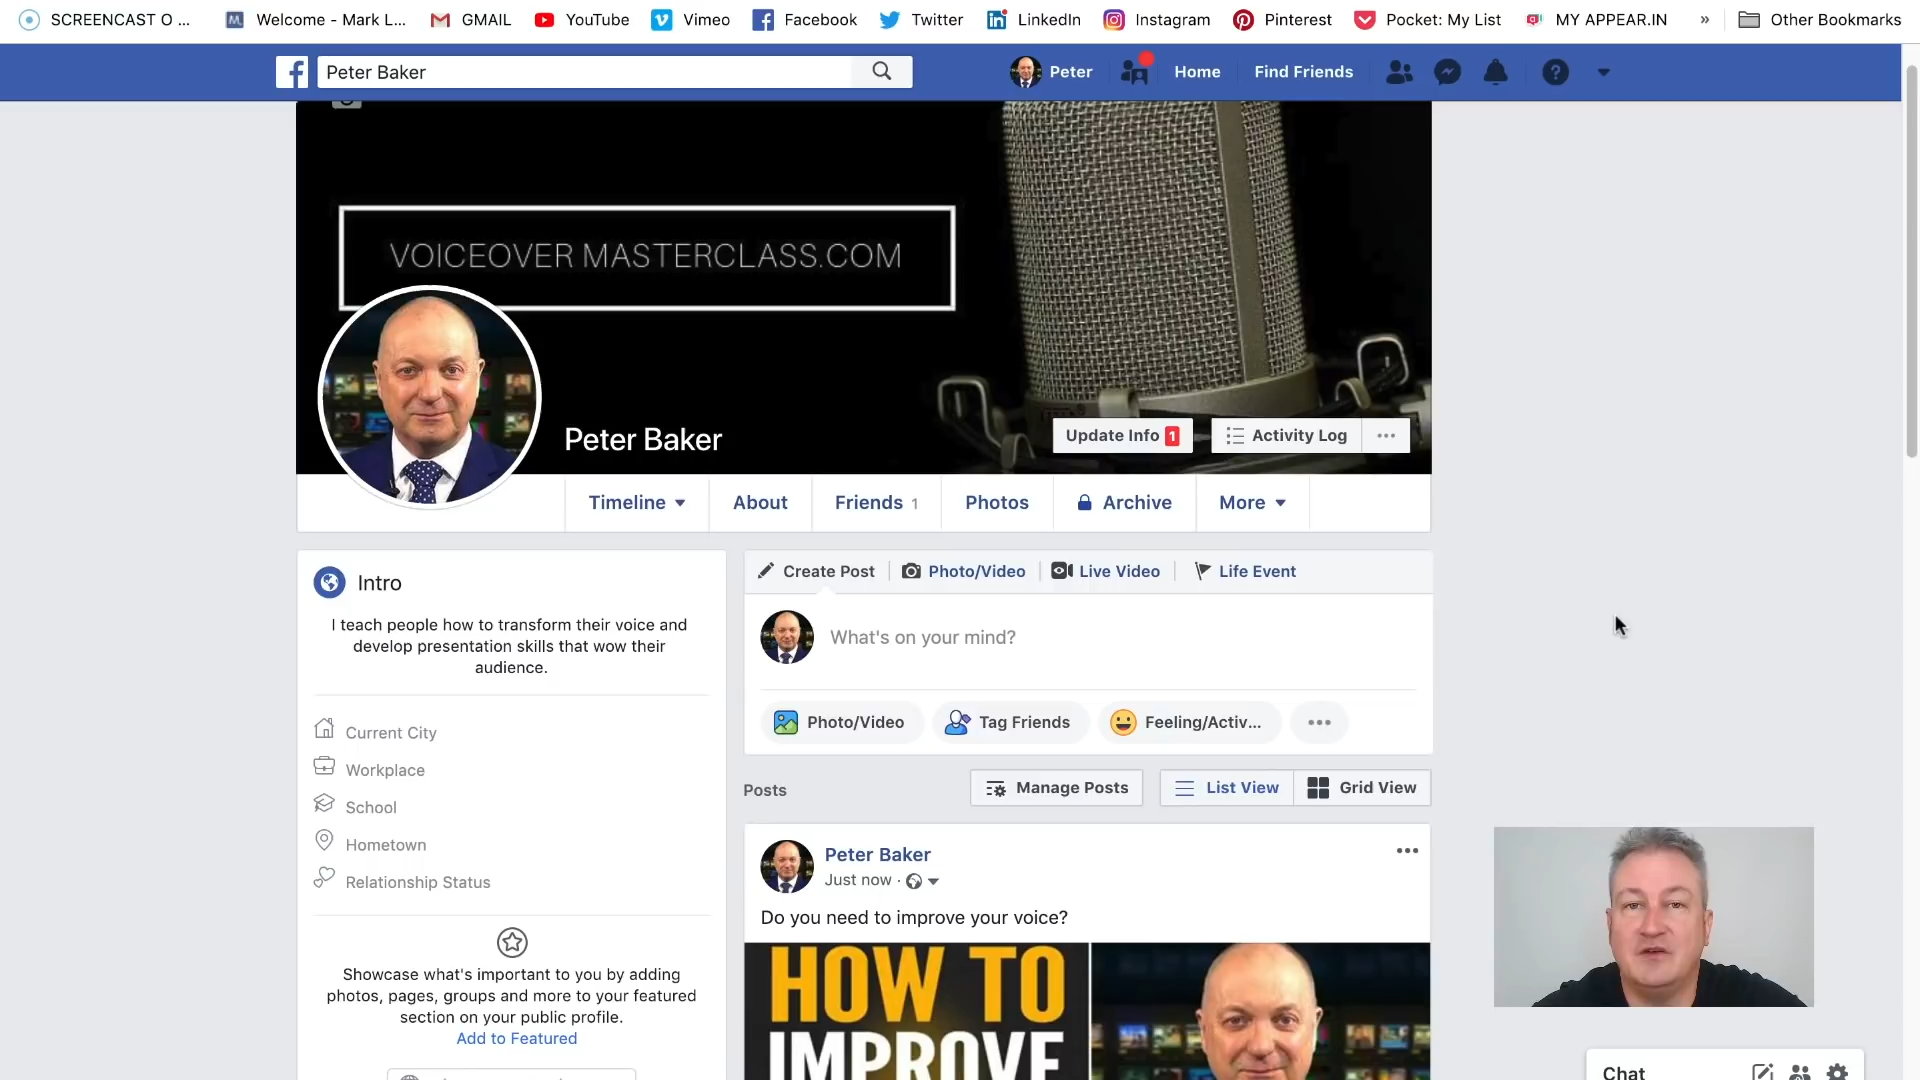 SCREENCAST O ... Welcome - Mark L... GMAIL YouTube Vimeo Facebook Twitter LinkedIn Instagram Pinterest Pocket: My List MY APPEAR.IN » Other Bookmarks
Peter Baker Peter Home Find Friends
VOICEOVER MASTERCLASS.COM
Peter Baker
Update Info 1 Activity Log
Timeline About Friends 1 Photos Archive More
Intro
I teach people how to transform their voice and
develop presentation skills that wow their
audience.
Current City
Workplace
School
Hometown
Relationship Status
Showcase what's important to you by adding
photos, pages, groups and more to your featured
section on your public profile.
Add to Featured
Create Post Photo/Video Live Video Life Event
What's on your mind?
Photo/Video Tag Friends Feeling/Activ...
Posts Manage Posts List View Grid View
Peter Baker
Just now ·
Do you need to improve your voice?
HOW TO
IMPROVE
Chat